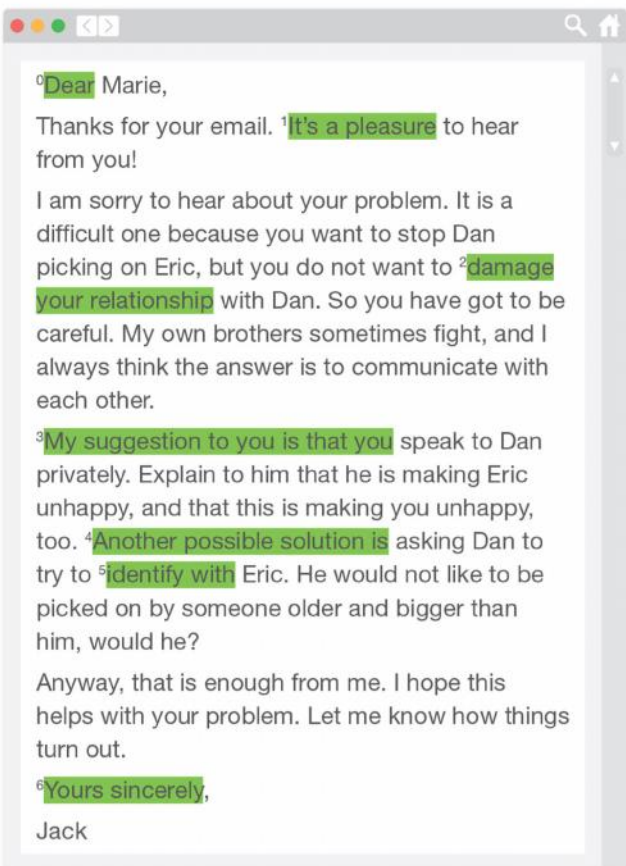 ⁰Dear Marie,
Thanks for your email. ¹It's a pleasure to hear
from you!
I am sorry to hear about your problem. It is a
difficult one because you want to stop Dan
picking on Eric, but you do not want to ²damage
your relationship with Dan. So you have got to be
careful. My own brothers sometimes fight, and I
always think the answer is to communicate with
each other.
³My suggestion to you is that you speak to Dan
privately. Explain to him that he is making Eric
unhappy, and that this is making you unhappy,
too. ⁴Another possible solution is asking Dan to
try to ⁵identify with Eric. He would not like to be
picked on by someone older and bigger than
him, would he?
Anyway, that is enough from me. I hope this
helps with your problem. Let me know how things
turn out.
⁶Yours sincerely,
Jack